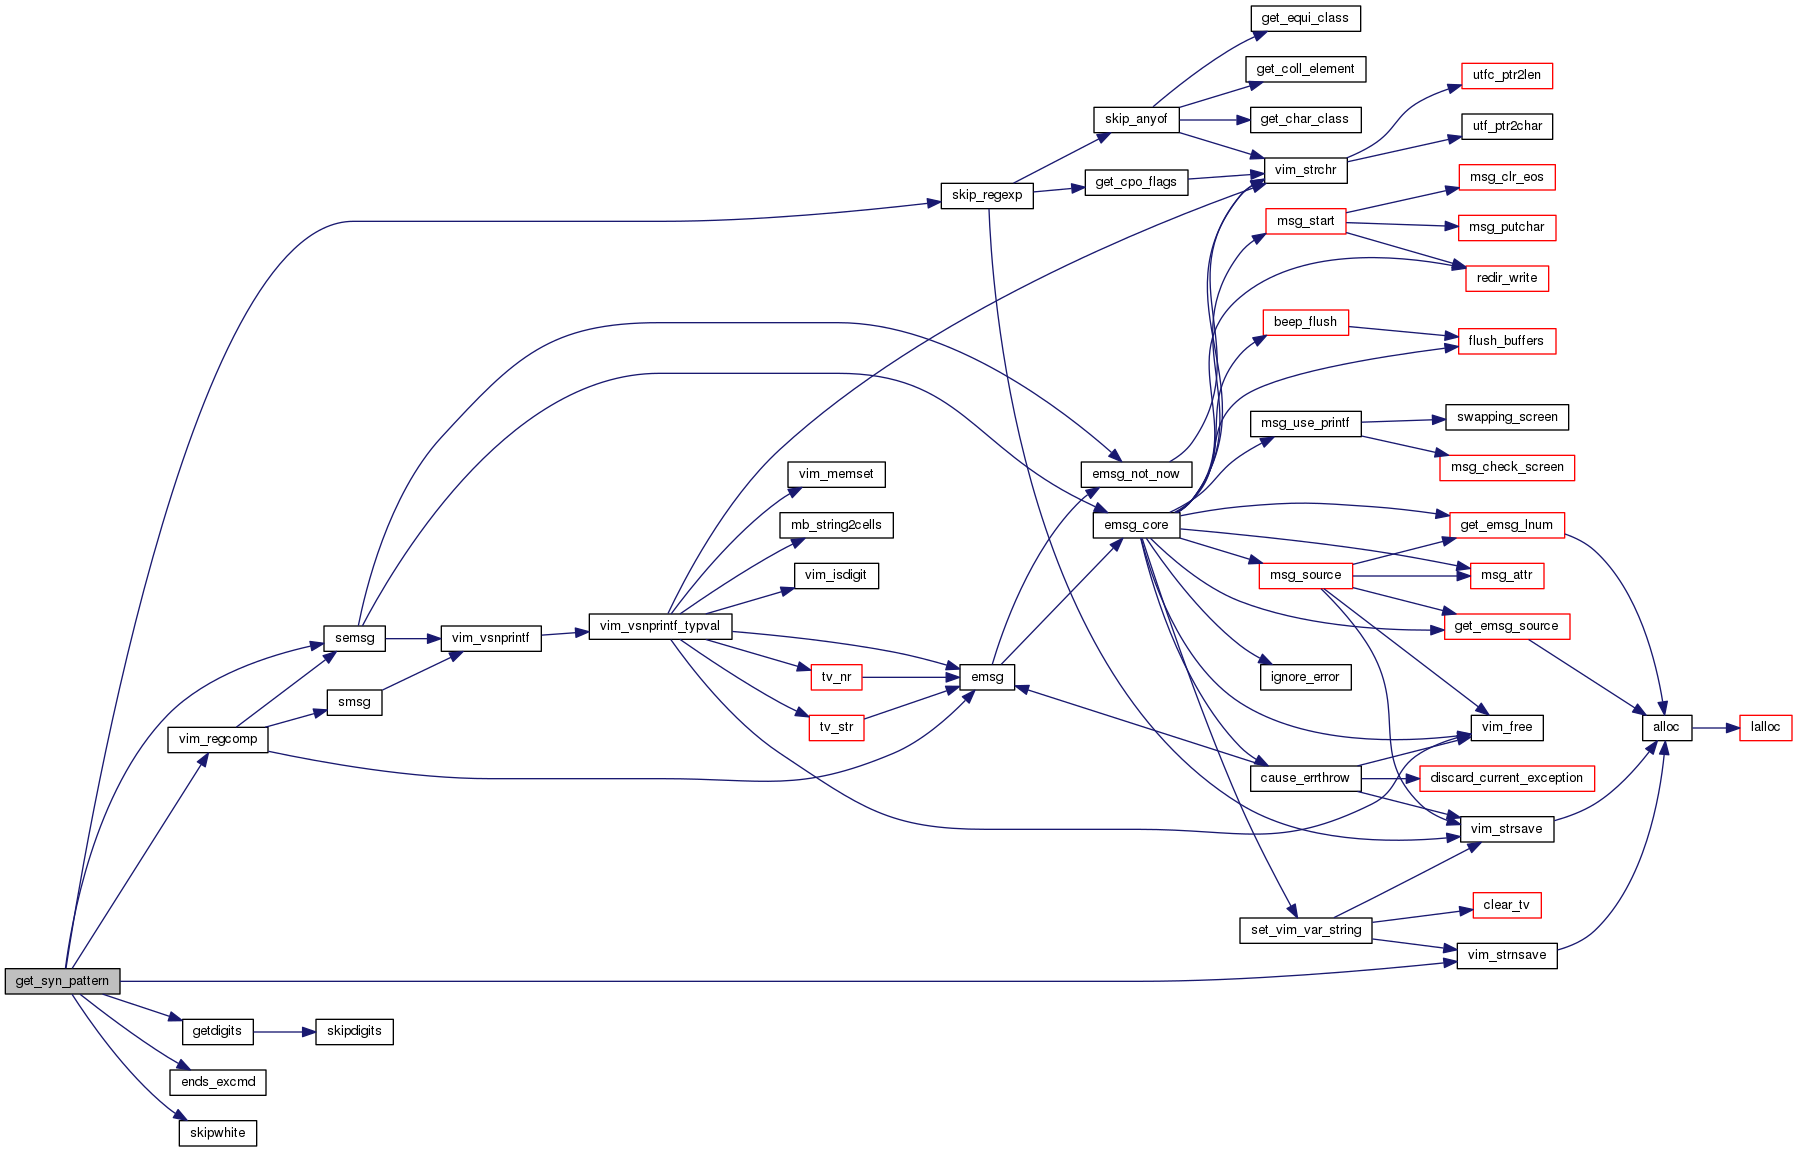 get_equi_class
get_coll_element
utfc_ptr2len
skip_anyof
get_char_class
utf_ptr2char
vim_strchr
msg_clr_eos
get_cpo_flags
skip_regexp
msg_start
msg_putchar
redir_write
beep_flush
flush_buffers
swapping_screen
msg_use_printf
msg_check_screen
vim_memset
emsg_not_now
mb_string2cells
emsg_core
get_emsg_lnum
vim_isdigit
msg_source
msg_attr
vim_vsnprintf_typval
get_emsg_source
semsg
vim_vsnprintf
tv_nr
emsg
ignore_error
smsg
tv_str
vim_free
alloc
lalloc
vim_regcomp
cause_errthrow
discard_current_exception
vim_strsave
clear_tv
set_vim_var_string
vim_strnsave
get_syn_pattern
getdigits
skipdigits
ends_excmd
skipwhite